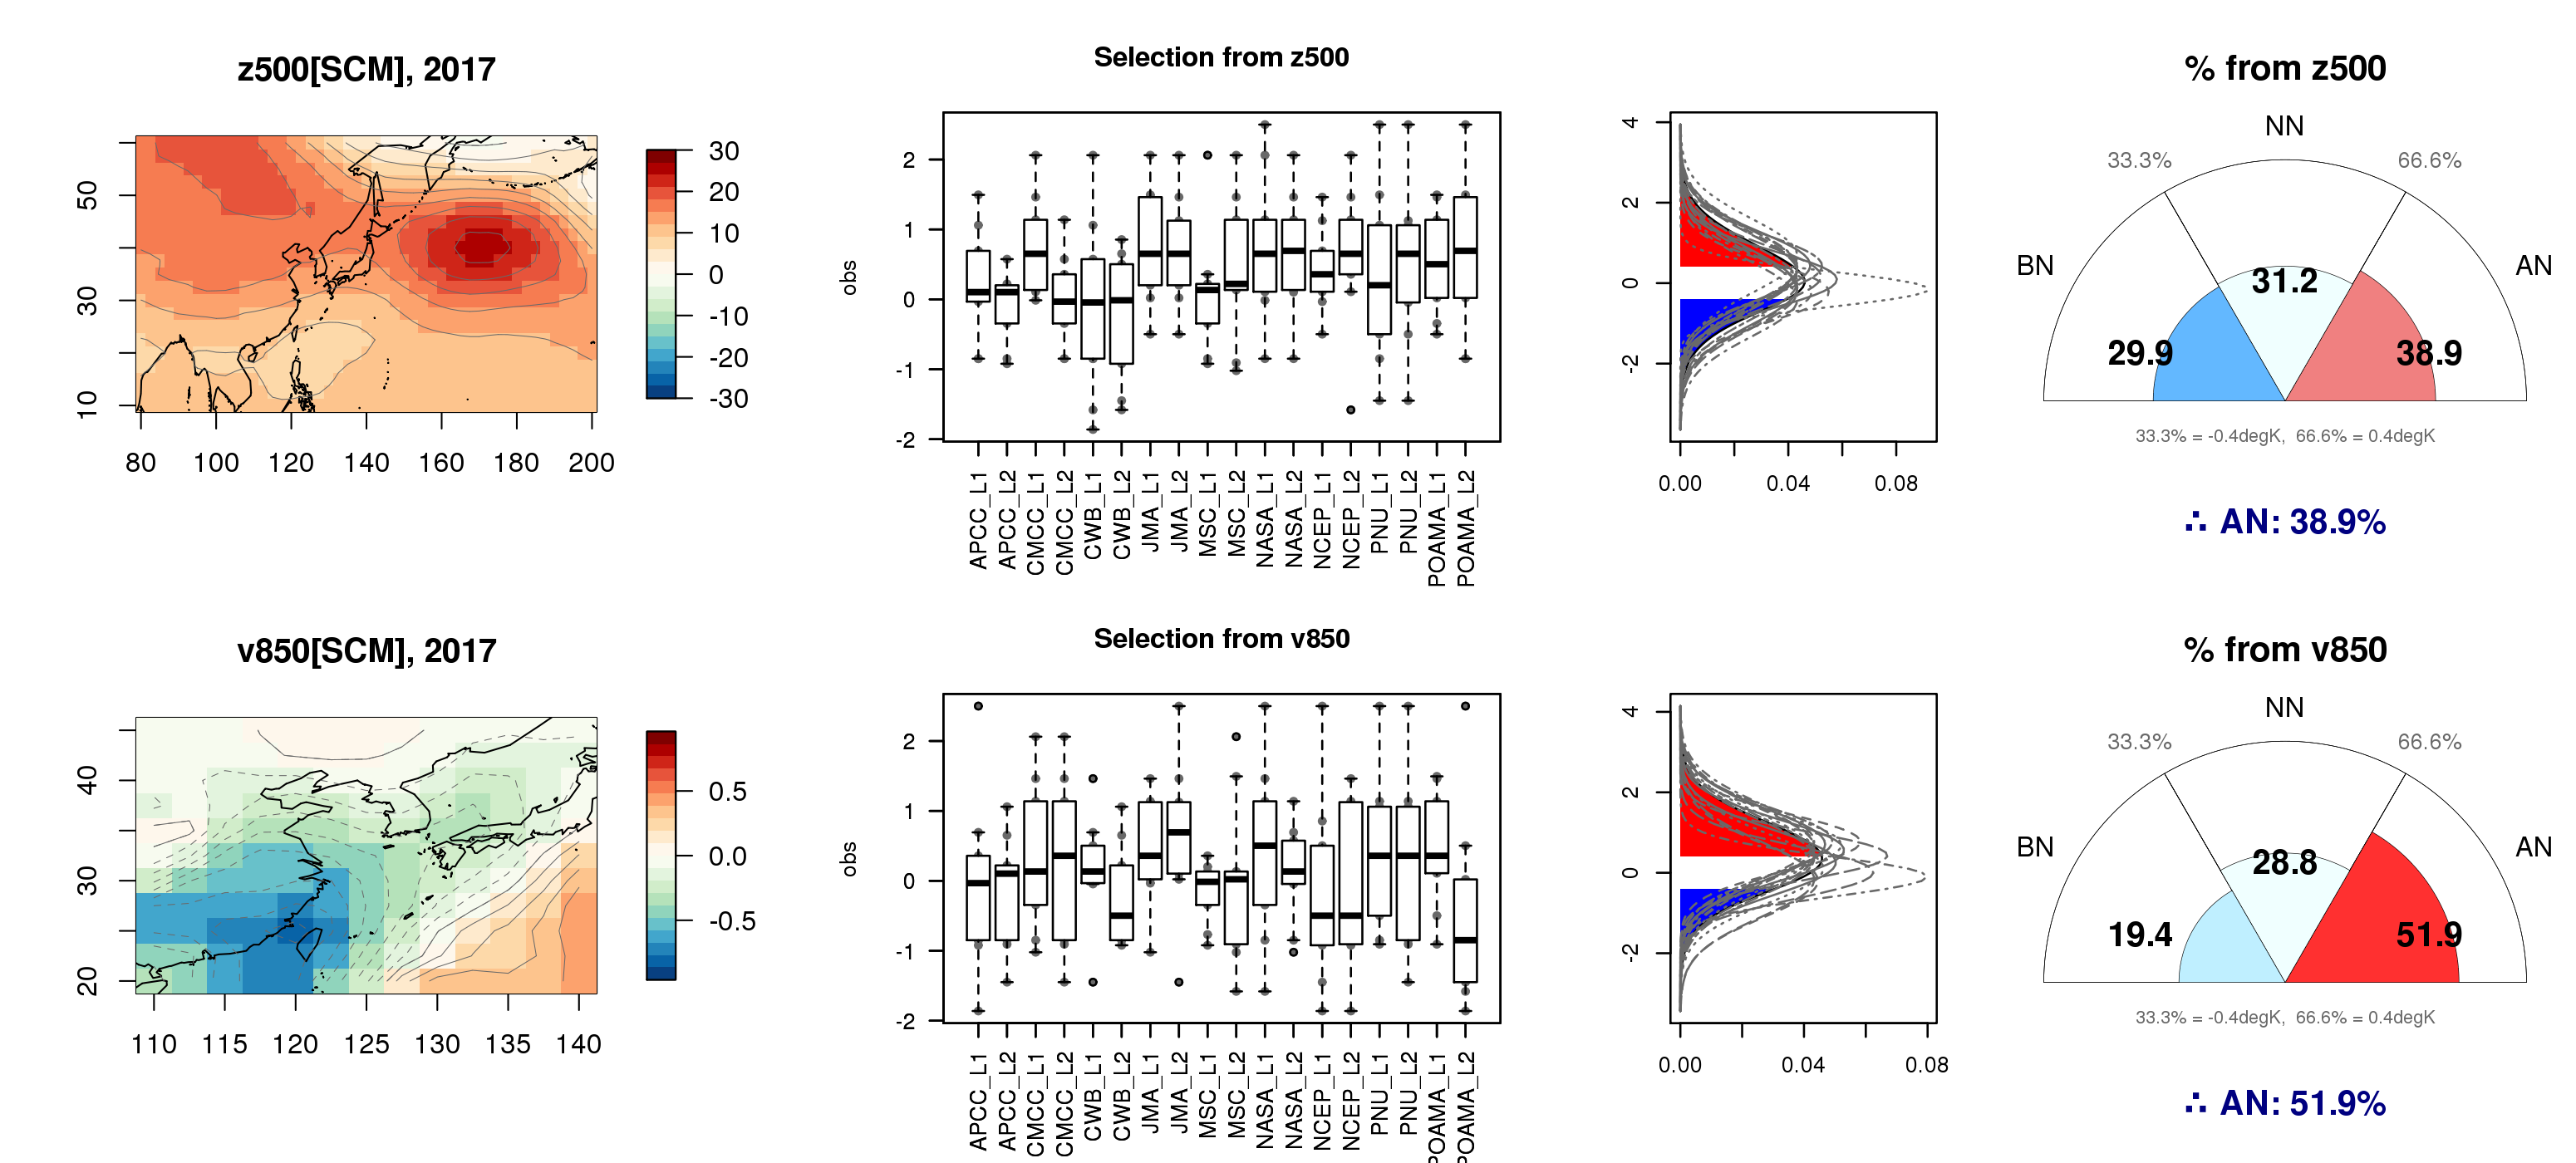 z500[SCM], 2017
50
30
10
80 100 120 140 160 180 200
30
20
10
0
-10
-20
-30
Selection from z500
obs
2
1
0
-1
-2
APCC_L1
APCC_L2
CMCC_L1
CMCC_L2
CWB_L1
CWB_L2
JMA_L1
JMA_L2
MSC_L1
MSC_L2
NASA_L1
NASA_L2
NCEP_L1
NCEP_L2
PNU_L1
PNU_L2
POAMA_L1
POAMA_L2
4
2
0
-2
0.00 0.04 0.08
% from z500
NN
33.3% 66.6%
BN AN
31.2
29.9 38.9
33.3% = -0.4degK, 66.6% = 0.4degK
∴ AN: 38.9%
v850[SCM], 2017
40
30
20
110 115 120 125 130 135 140
0.5
0.0
-0.5
Selection from v850
obs
2
1
0
-1
-2
APCC_L1
APCC_L2
CMCC_L1
CMCC_L2
CWB_L1
CWB_L2
JMA_L1
JMA_L2
MSC_L1
MSC_L2
NASA_L1
NASA_L2
NCEP_L1
NCEP_L2
PNU_L1
PNU_L2
POAMA_L1
POAMA_L2
4
2
0
-2
0.00 0.04 0.08
% from v850
NN
33.3% 66.6%
BN AN
28.8
19.4 51.9
33.3% = -0.4degK, 66.6% = 0.4degK
∴ AN: 51.9%